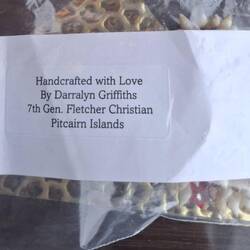 Handcrafted with Love
By Darralyn Griffiths
7th Gen. Fletcher Christian
Pitcairn Islands